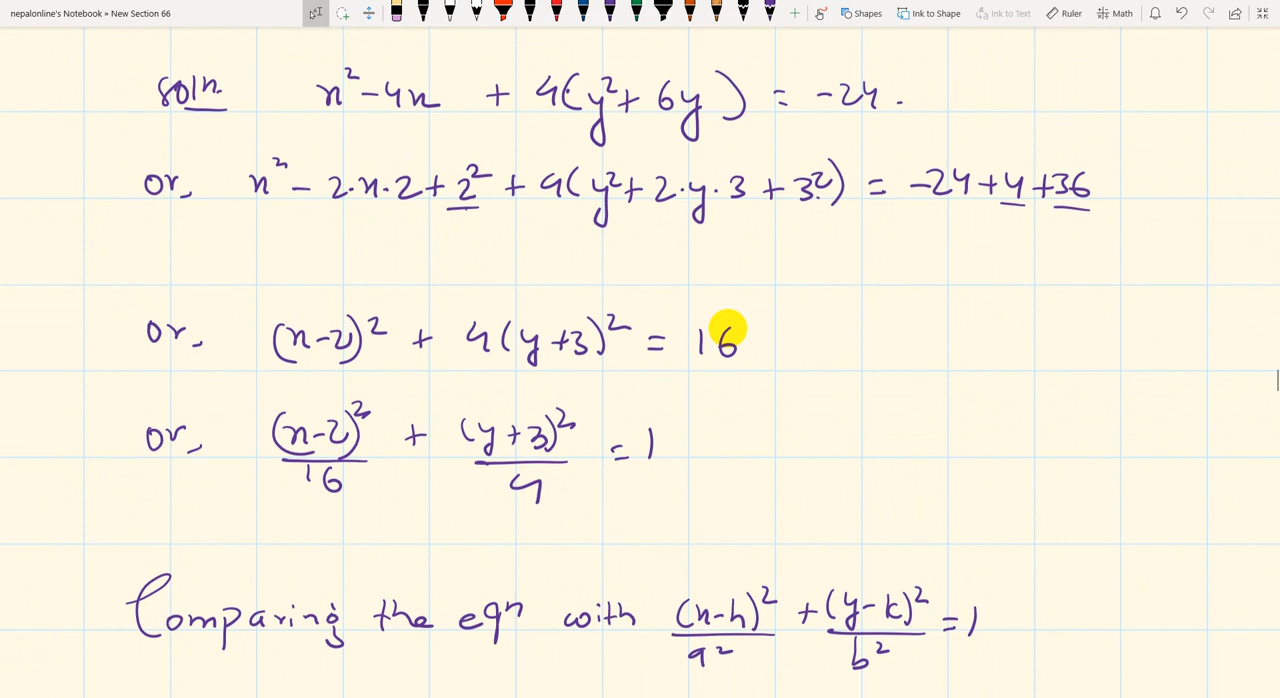 nepalonline's Notebook » New Section 66
Shapes Ink to Shape Ink to Text Ruler Math
soln x² - 4x + 4(y² + 6y) = -24.
or, x² - 2·x·2 + 2² + 4(y² + 2·y·3 + 3²) = -24 + 4 + 36
or, (x-2)² + 4(y+3)² = 16
or, (x-2)²/16 + (y+3)²/4 = 1
Comparing the eqn with (x-h)²/a² + (y-k)²/b² = 1